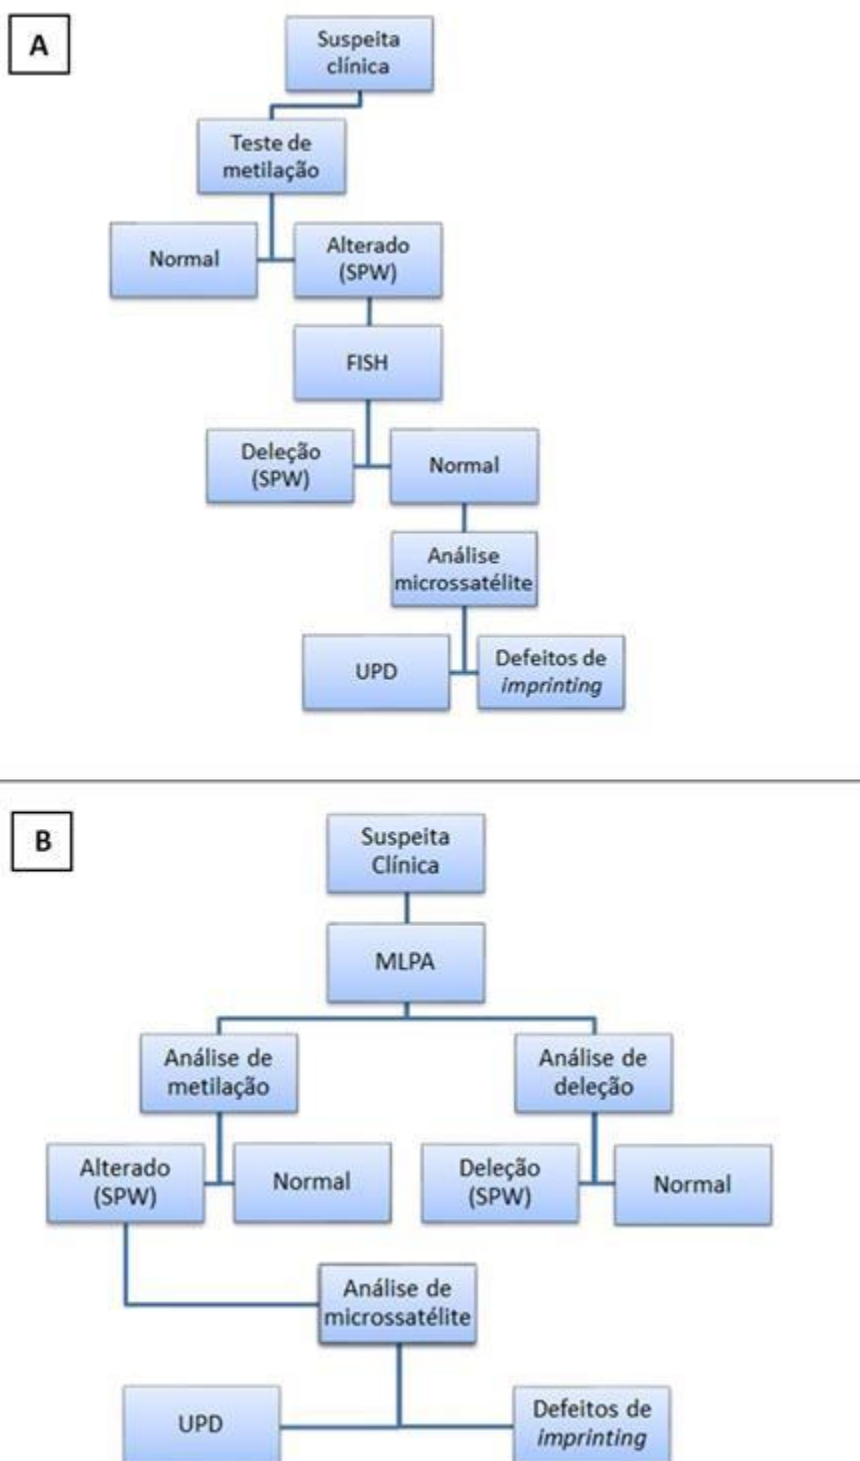 A
Suspeita
clínica
Teste de
metilação
Normal
Alterado
(SPW)
FISH
Deleção
(SPW)
Normal
Análise
microssatélite
UPD
Defeitos de
imprinting
B
Suspeita
Clínica
MLPA
Análise de
metilação
Análise de
deleção
Alterado
(SPW)
Normal
Deleção
(SPW)
Normal
Análise de
microssatélite
UPD
Defeitos de
imprinting